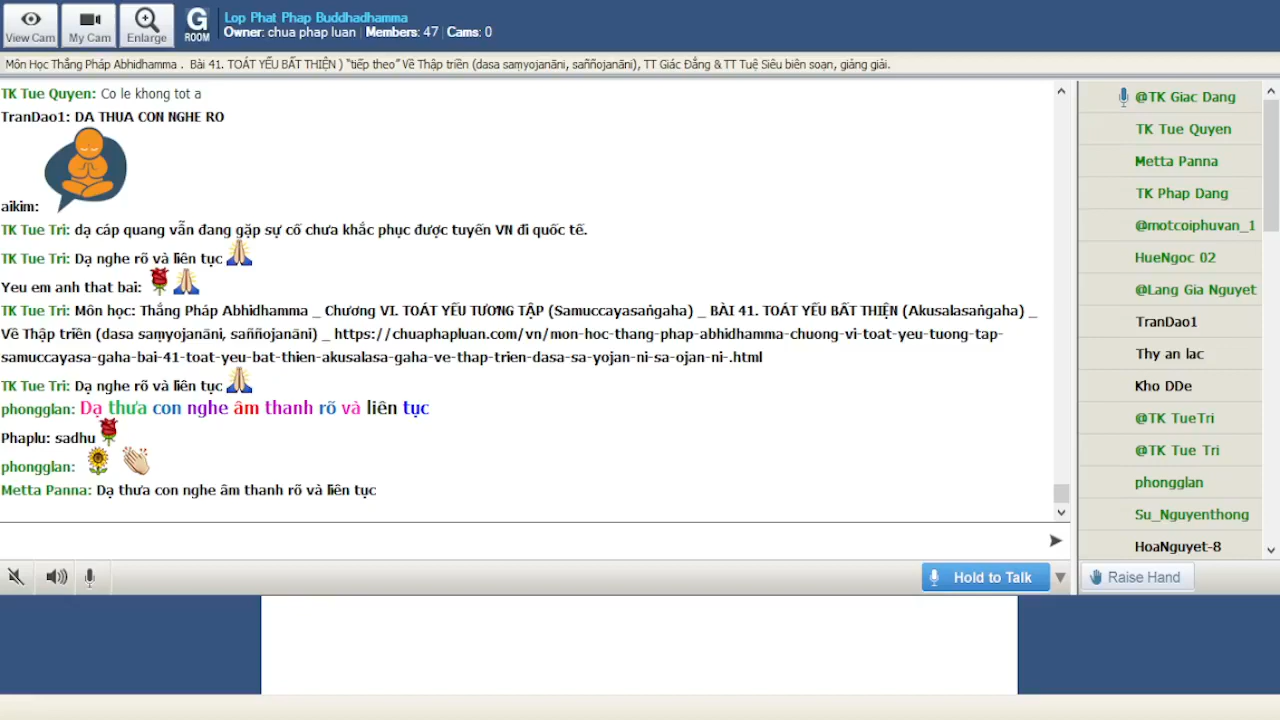 View Cam
My Cam
Enlarge
G
ROOM
Lop Phat Phap Buddhadhamma
Owner: chua phap luan | Members: 47 | Cams: 0
Môn Học Thắng Pháp Abhidhamma . Bài 41. TOÁT YẾU BẤT THIỆN ) “tiếp theo” Về Thập triền (dasa saṃyojanāni, saññojanāni), TT Giác Đẳng & TT Tuệ Siêu biên soạn, giảng giải.
TK Tue Quyen: Co le khong tot a
TranDao1: DA THUA CON NGHE RO
aikim:
TK Tue Tri: dạ cáp quang vẫn đang gặp sự cố chưa khắc phục được tuyến VN đi quốc tế.
TK Tue Tri: Dạ nghe rõ và liên tục
Yeu em anh that bai:
TK Tue Tri: Môn học: Thắng Pháp Abhidhamma _ Chương VI. TOÁT YẾU TƯƠNG TẬP (Samuccayasaṅgaha) _ BÀI 41. TOÁT YẾU BẤT THIỆN (Akusalasaṅgaha) _
Về Thập triền (dasa saṃyojanāni, saññojanāni) _ https://chuaphapluan.com/vn/mon-hoc-thang-phap-abhidhamma-chuong-vi-toat-yeu-tuong-tap-
samuccayasa-gaha-bai-41-toat-yeu-bat-thien-akusalasa-gaha-ve-thap-trien-dasa-sa-yojan-ni-sa-ojan-ni-.html
TK Tue Tri: Dạ nghe rõ và liên tục
phongglan: Dạ thưa con nghe âm thanh rõ và liên tục
Phaplu: sadhu
phongglan:
Metta Panna: Dạ thưa con nghe âm thanh rõ và liên tục
Hold to Talk
@TK Giac Dang
TK Tue Quyen
Metta Panna
TK Phap Dang
@motcoiphuvan_1
HueNgoc 02
@Lang Gia Nguyet
TranDao1
Thy an lac
Kho DDe
@TK TueTri
@TK Tue Tri
phongglan
Su_Nguyenthong
HoaNguyet-8
Raise Hand